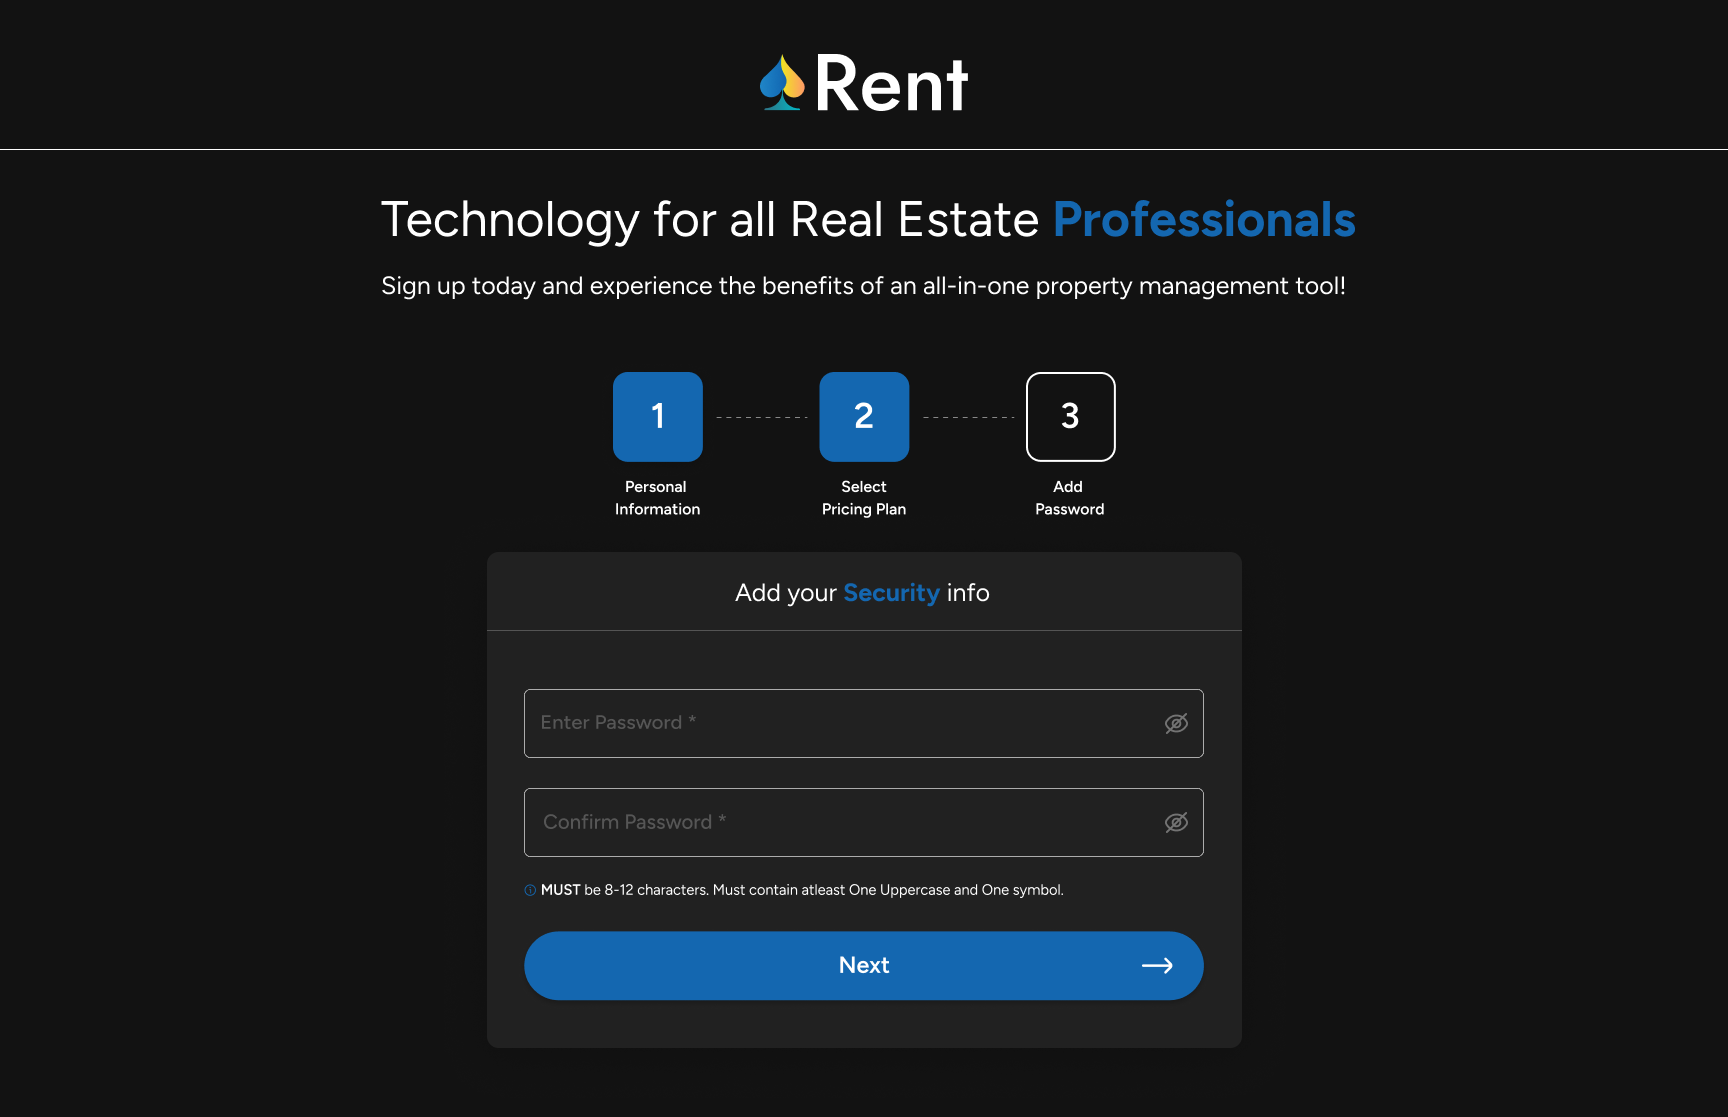 Rent
Technology for all Real Estate Professionals
Sign up today and experience the benefits of an all-in-one property management tool!
1
2
3
Personal
Information
Select
Pricing Plan
Add
Password
Add your Security info
Enter Password *
Confirm Password *
MUST be 8-12 characters. Must contain atleast One Uppercase and One symbol.
Next